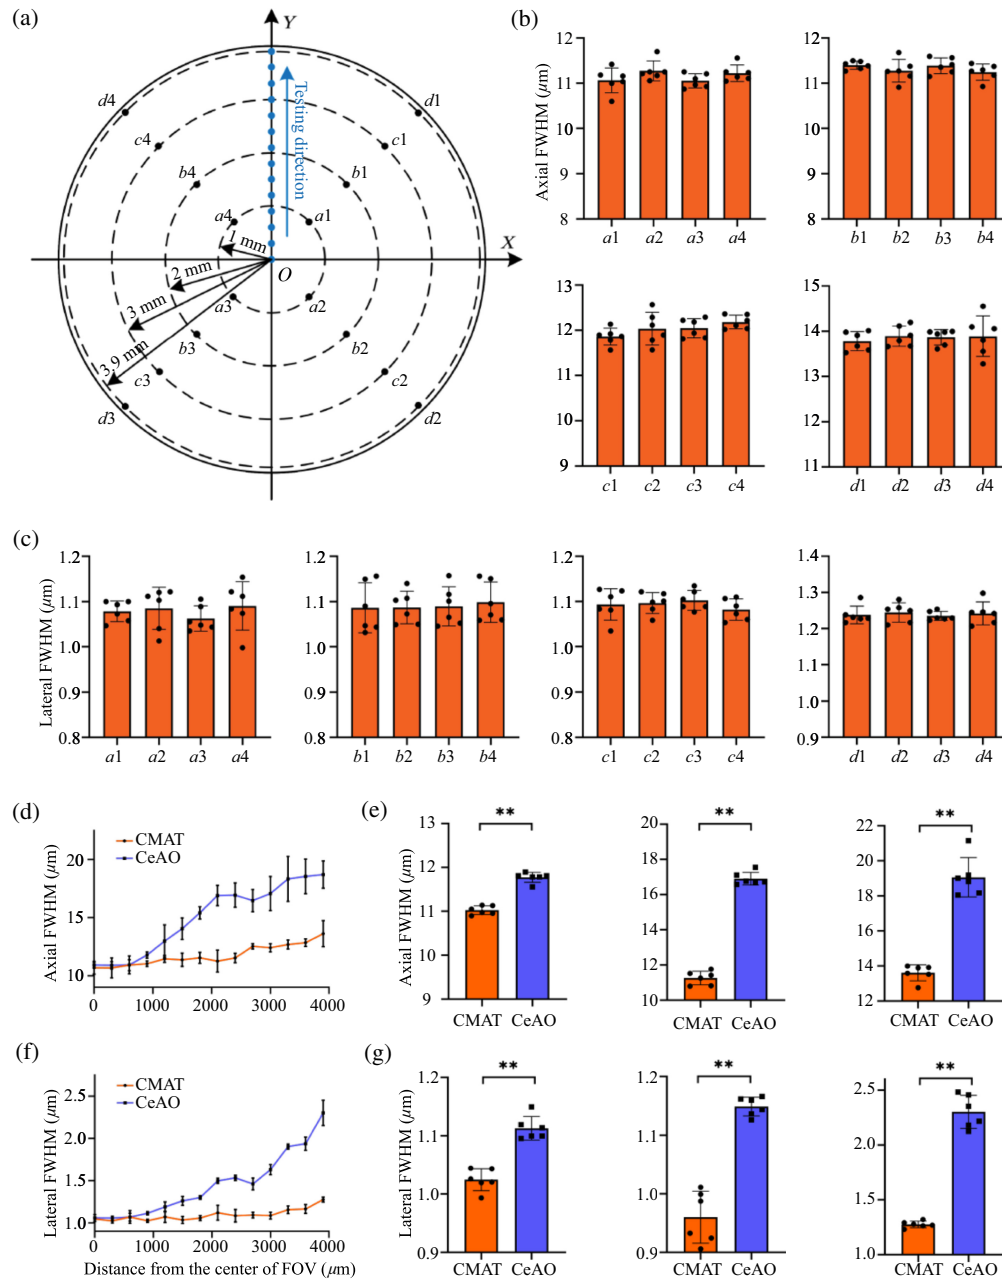 (a)
Y
Testing direction
d4
d1
c4
c1
b4
b1
a4
a1
1 mm
X
O
2 mm
a3
a2
3 mm
b3
b2
3.9 mm
c3
c2
d3
d2
(b)
Axial FWHM (μm)
12
11
10
9
8
a1 a2 a3 a4
12
11
10
9
8
b1 b2 b3 b4
13
12
11
10
9
c1 c2 c3 c4
15
14
13
12
11
d1 d2 d3 d4
(c)
Lateral FWHM (μm)
1.2
1.1
1.0
0.9
0.8
a1 a2 a3 a4
1.2
1.1
1.0
0.9
0.8
b1 b2 b3 b4
1.2
1.1
1.0
0.9
0.8
c1 c2 c3 c4
1.4
1.3
1.2
1.1
1.0
0.9
d1 d2 d3 d4
(d)
Axial FWHM (μm)
CMAT
CeAO
20
15
10
0 1000 2000 3000 4000
(e)
Axial FWHM (μm)
**
13
12
11
10
9
CMAT CeAO
**
20
18
16
14
12
10
CMAT CeAO
**
22
20
18
16
14
12
CMAT CeAO
(f)
Lateral FWHM (μm)
CMAT
CeAO
2.5
2.0
1.5
1.0
0 1000 2000 3000 4000
Distance from the center of FOV (μm)
(g)
Lateral FWHM (μm)
**
1.2
1.1
1.0
0.9
CMAT CeAO
**
1.2
1.1
1.0
0.9
CMAT CeAO
**
2.5
2.0
1.5
1.0
CMAT CeAO